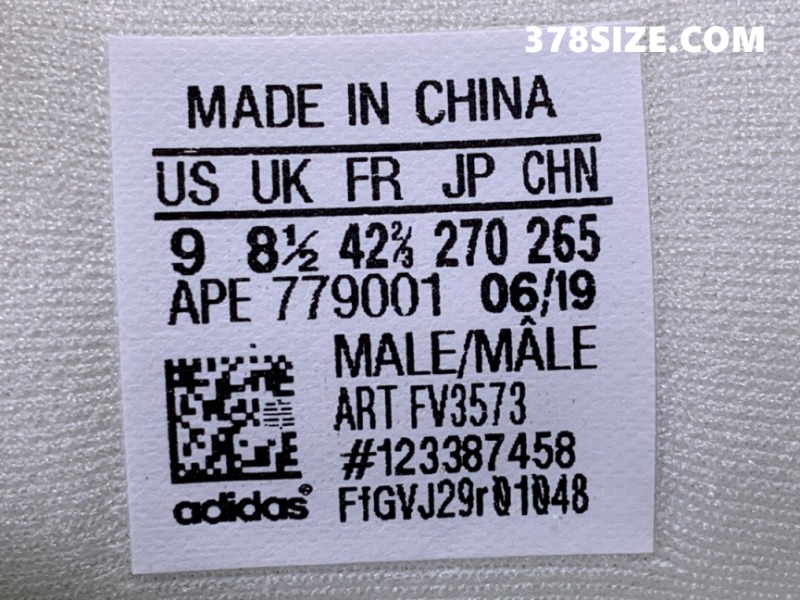 378SIZE.COM
MADE IN CHINA
US UK FR JP CHN
9 8½ 42⅔ 270 265
APE 779001 06/19
MALE/MÂLE
ART FV3573
#123387458
adidas® FfGVJ29r01048